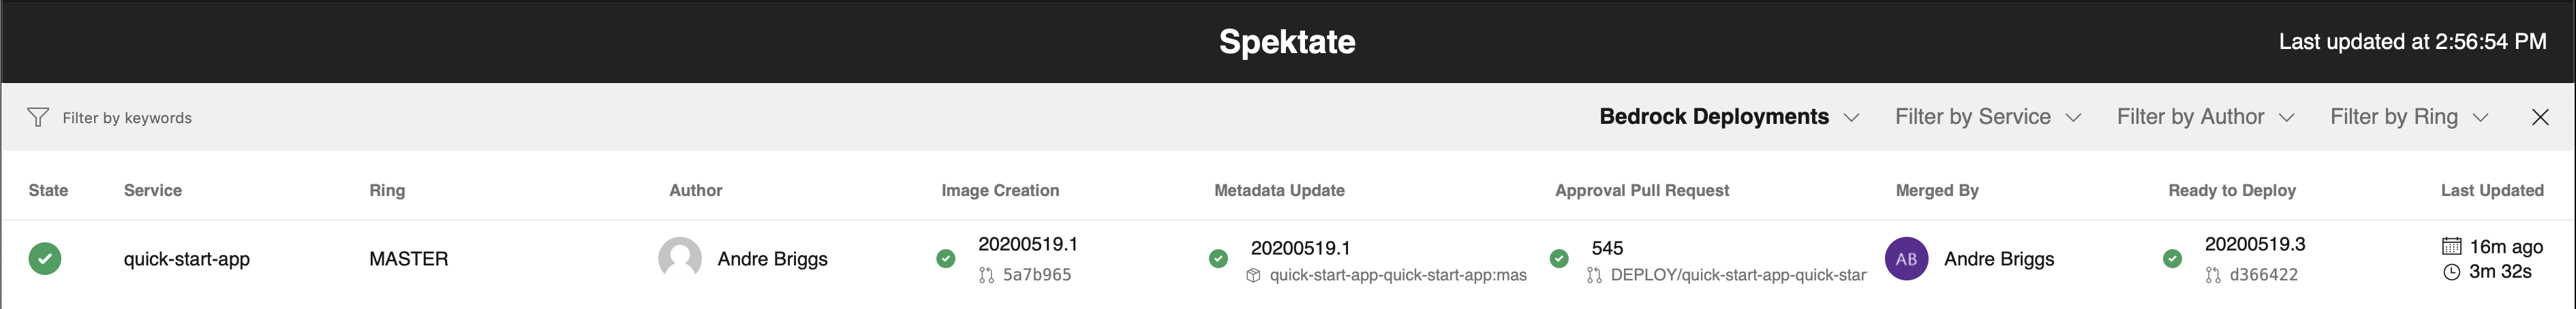 Spektate
Last updated at 2:56:54 PM
Filter by keywords
Bedrock Deployments
Filter by Service
Filter by Author
Filter by Ring
State Service Ring Author Image Creation Metadata Update Approval Pull Request Merged By Ready to Deploy Last Updated
quick-start-app
MASTER
Andre Briggs
20200519.1
5a7b965
20200519.1
quick-start-app-quick-start-app:mas
545
DEPLOY/quick-start-app-quick-star
AB
Andre Briggs
20200519.3
d366422
16m ago
3m 32s